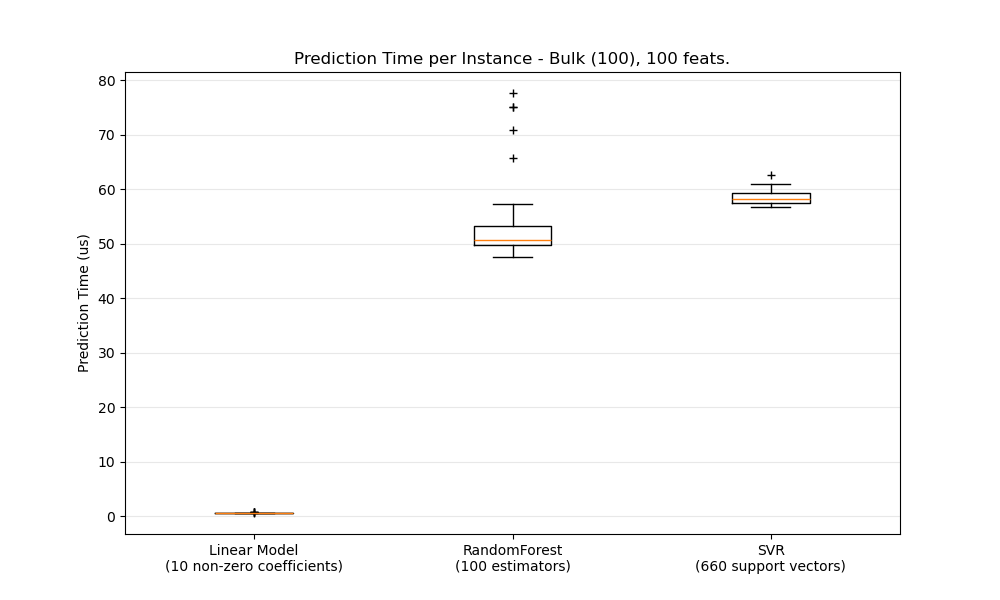 Prediction Time per Instance - Bulk (100), 100 feats.
Prediction Time (us)
80
70
60
50
40
30
20
10
0
Linear Model
(10 non-zero coefficients)
RandomForest
(100 estimators)
SVR
(660 support vectors)